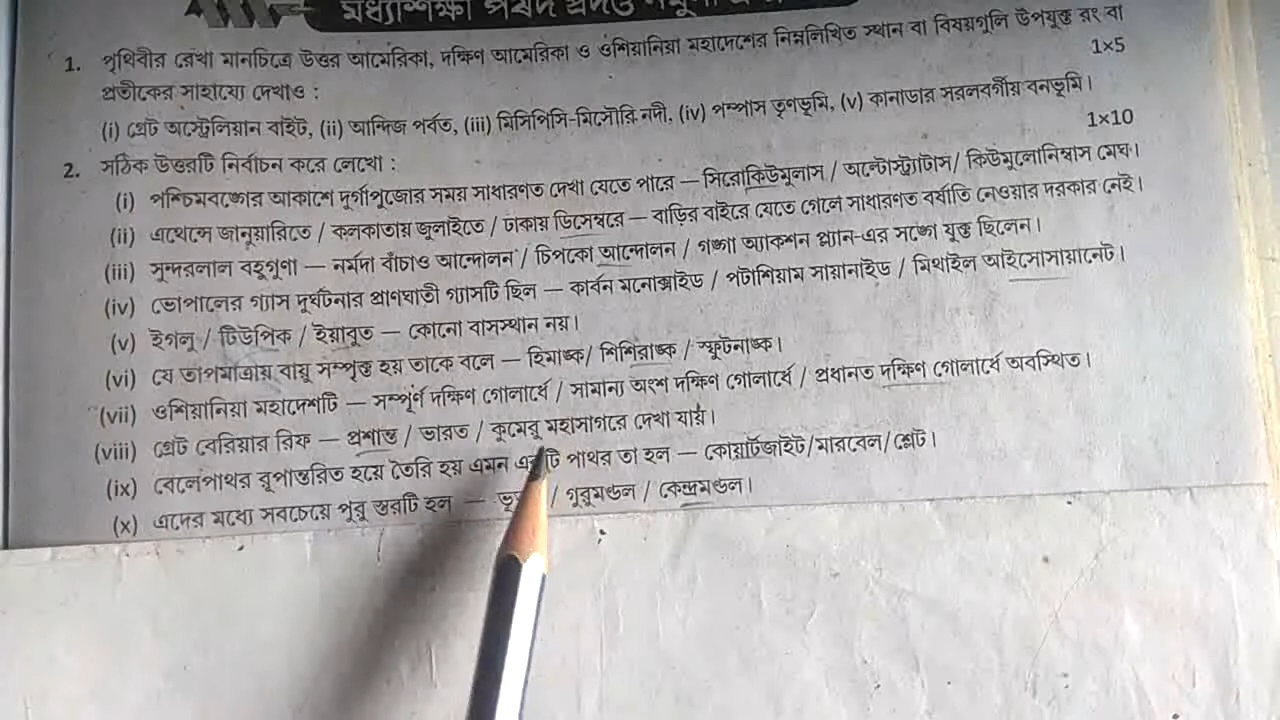 মধ্যশিক্ষা পর্ষদ প্রদত্ত নমুনা
1. পৃথিবীর রেখা মানচিত্রে উত্তর আমেরিকা, দক্ষিণ আমেরিকা ও ওশিয়ানিয়া মহাদেশের নিম্নলিখিত স্থান বা বিষয়গুলি উপযুক্ত রং বা
প্রতীকের সাহায্যে দেখাও : 1×5
(i) গ্রেট অস্ট্রেলিয়ান বাইট, (ii) আন্দিজ পর্বত, (iii) মিসিসিপি-মিসৌরি নদী, (iv) পম্পাস তৃণভূমি, (v) কানাডার সরলবর্গীয় বনভূমি।
2. সঠিক উত্তরটি নির্বাচন করে লেখো : 1×10
(i) পশ্চিমবঙ্গের আকাশে দুর্গাপুজোর সময় সাধারণত দেখা যেতে পারে — সিরোকিউমুলাস / অল্টোস্ট্র্যাটাস/ কিউমুলোনিম্বাস মেঘ।
(ii) এথেন্সে জানুয়ারিতে / কলকাতায় জুলাইতে / ঢাকায় ডিসেম্বরে — বাড়ির বাইরে যেতে গেলে সাধারণত বর্ষাতি নেওয়ার দরকার নেই।
(iii) সুন্দরলাল বহুগুণা — নর্মদা বাঁচাও আন্দোলন / চিপকো আন্দোলন / গঙ্গা অ্যাকশন প্ল্যান-এর সঙ্গে যুক্ত ছিলেন।
(iv) ভোপালের গ্যাস দুর্ঘটনার প্রাণঘাতী গ্যাসটি ছিল — কার্বন মনোক্সাইড / পটাশিয়াম সায়ানাইড / মিথাইল আইসোসায়ানেট।
(v) ইগলু / টিউপিক / ইয়াবুত — কোনো বাসস্থান নয়।
(vi) যে তাপমাত্রায় বায়ু সম্পৃক্ত হয় তাকে বলে — হিমাঙ্ক/ শিশিরাঙ্ক / স্ফুটনাঙ্ক।
(vii) ওশিয়ানিয়া মহাদেশটি — সম্পূর্ণ দক্ষিণ গোলার্ধে / সামান্য অংশ দক্ষিণ গোলার্ধে / প্রধানত দক্ষিণ গোলার্ধে অবস্থিত।
(viii) গ্রেট বেরিয়ার রিফ — প্রশান্ত / ভারত / কুমেরু মহাসাগরে দেখা যায়।
(ix) বেলেপাথর রূপান্তরিত হয়ে তৈরি হয় এমন পাথর তা হল — কোয়ার্টজাইট/মারবেল/শ্লেট।
(x) এদের মধ্যে সবচেয়ে পুরু স্তরটি হল — / গুরুমণ্ডল / কেন্দ্রমণ্ডল।